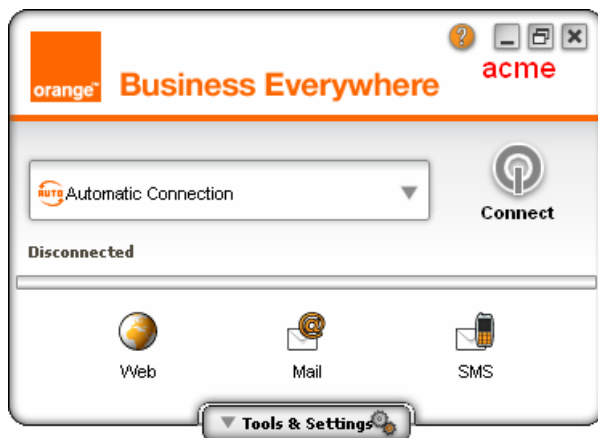 ?
acme
orange™ Business Everywhere
AUTO Automatic Connection
Connect
Disconnected
Web Mail SMS
Tools & Settings